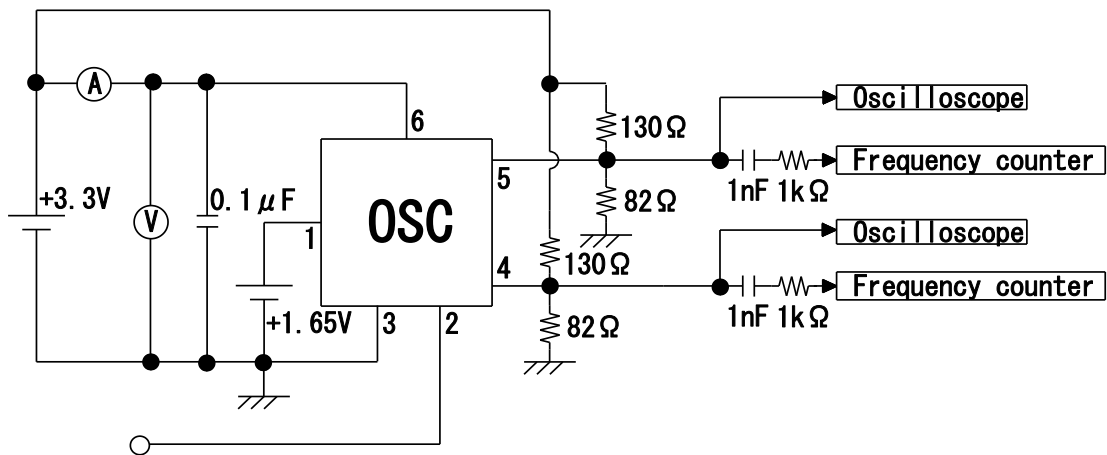 A
Oscilloscope
6
130Ω
5
Frequency counter
1nF 1kΩ
+3.3V
V
0.1μF
OSC
82Ω
1
Oscilloscope
4
130Ω
Frequency counter
+1.65V
3
2
82Ω
1nF 1kΩ